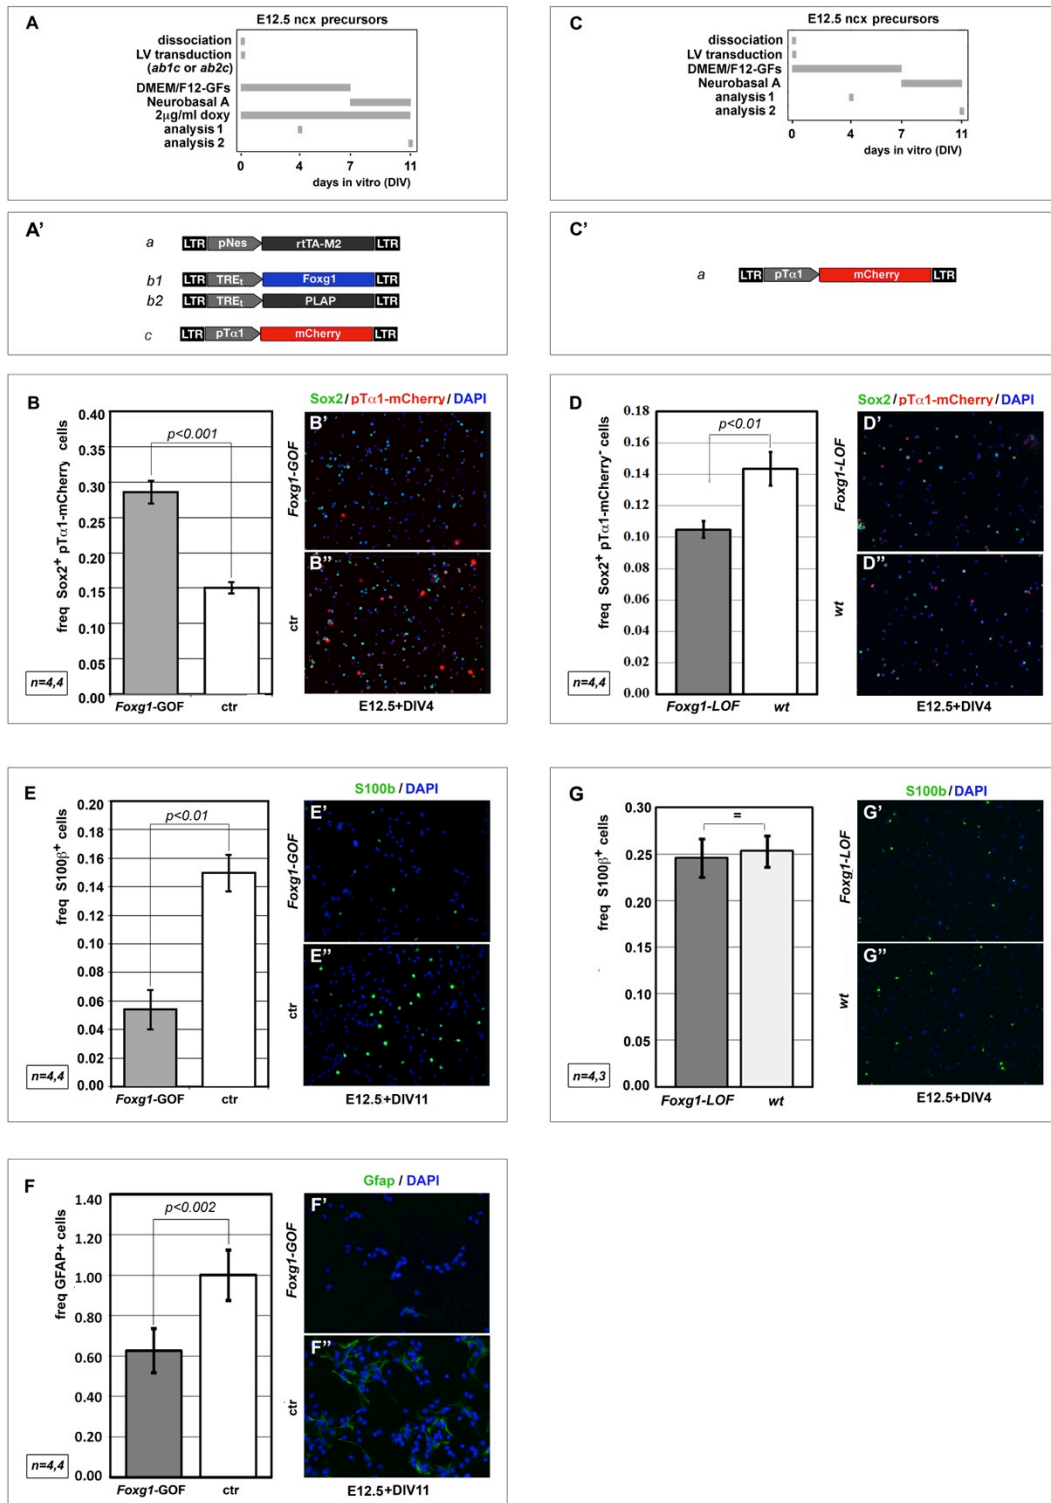 A
E12.5 ncx precursors
dissociation
LV transduction
(ab1c or ab2c)
DMEM/F12-GFs
Neurobasal A
2µg/ml doxy
analysis 1
analysis 2
0 4 7 11
days in vitro (DIV)
C
E12.5 ncx precursors
dissociation
LV transduction
DMEM/F12-GFs
Neurobasal A
analysis 1
analysis 2
0 4 7 11
days in vitro (DIV)
A'
a LTR pNes rtTA-M2 LTR
b1 LTR TREt Foxg1 LTR
b2 LTR TREt PLAP LTR
c LTR pTα1 mCherry LTR
C'
a LTR pTα1 mCherry LTR
B
freq Sox2+ pTα1-mCherry- cells
0.40
0.35
0.30
0.25
0.20
0.15
0.10
0.05
0.00
p<0.001
n=4,4
Foxg1-GOF ctr
Sox2/pTα1-mCherry/DAPI
B'
Foxg1-GOF
B''
ctr
E12.5+DIV4
D
freq Sox2+ pTα1-mCherry- cells
0.18
0.16
0.14
0.12
0.10
0.08
0.06
0.04
0.02
0.00
p<0.01
n=4,4
Foxg1-LOF wt
Sox2/pTα1-mCherry/DAPI
D'
Foxg1-LOF
D''
wt
E12.5+DIV4
E
freq S100β+ cells
0.20
0.18
0.16
0.14
0.12
0.10
0.08
0.06
0.04
0.02
0.00
p<0.01
n=4,4
Foxg1-GOF ctr
S100b/DAPI
E'
Foxg1-GOF
E''
ctr
E12.5+DIV11
G
freq S100β+ cells
0.30
0.25
0.20
0.15
0.10
0.05
0.00
=
n=4,3
Foxg1-LOF wt
S100b/DAPI
G'
Foxg1-LOF
G''
wt
E12.5+DIV4
F
freq GFAP+ cells
1.40
1.20
1.00
0.80
0.60
0.40
0.20
0.00
p<0.002
n=4,4
Foxg1-GOF ctr
Gfap / DAPI
F'
Foxg1-GOF
F''
ctr
E12.5+DIV11